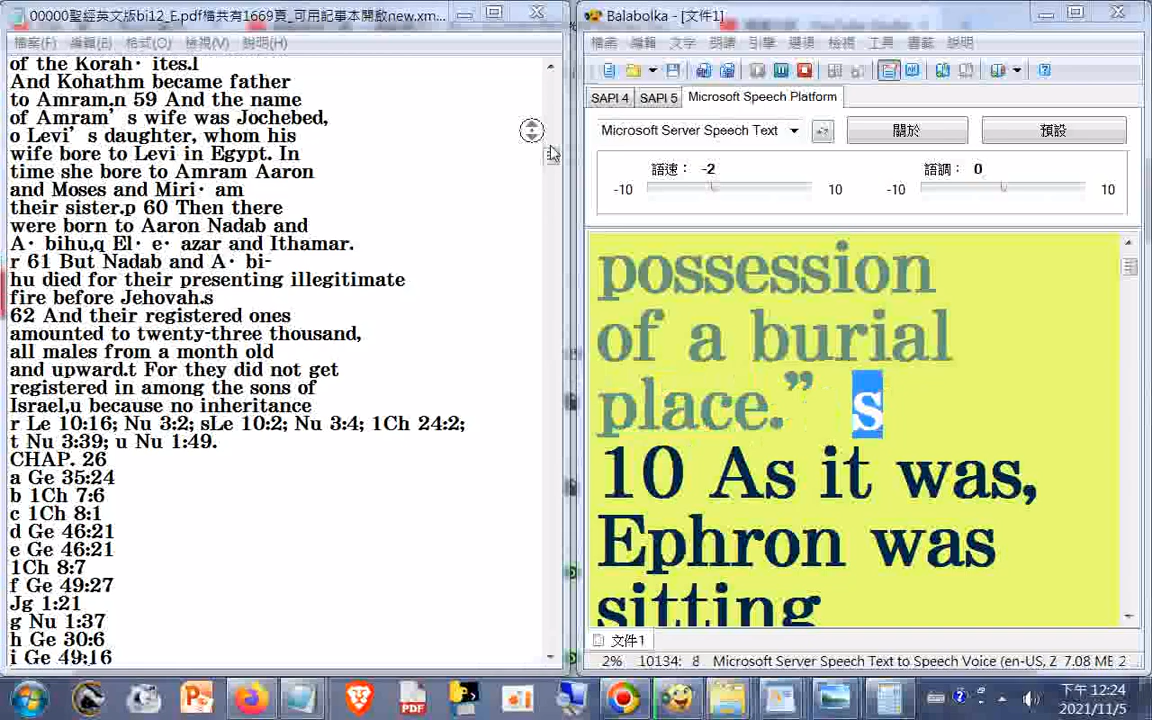 00000聖經英文版bi12_E.pdf檔共有1669頁_可用記事本開啟new.xm...
檔案(F) 編輯(E) 格式(O) 檢視(V) 說明(H)
of the Korah· ites.l
And Kohathm became father
to Amram.n 59 And the name
of Amram’s wife was Jochebed,
o Levi’s daughter, whom his
wife bore to Levi in Egypt. In
time she bore to Amram Aaron
and Moses and Miri· am
their sister.p 60 Then there
were born to Aaron Nadab and
A· bihu,q El· e· azar and Ithamar.
r 61 But Nadab and A· bi-
hu died for their presenting illegitimate
fire before Jehovah.s
62 And their registered ones
amounted to twenty-three thousand,
all males from a month old
and upward.t For they did not get
registered in among the sons of
Israel,u because no inheritance
r Le 10:16; Nu 3:2; sLe 10:2; Nu 3:4; 1Ch 24:2;
t Nu 3:39; u Nu 1:49.
CHAP. 26
a Ge 35:24
b 1Ch 7:6
c 1Ch 8:1
d Ge 46:21
e Ge 46:21
1Ch 8:7
f Ge 49:27
Jg 1:21
g Nu 1:37
h Ge 30:6
i Ge 49:16
Balabolka - [文件1]
檔案 編輯 文字 朗讀 引擎 選項 檢視 工具 書籤 說明
SAPI 4 SAPI 5 Microsoft Speech Platform
Microsoft Server Speech Text 關於 預設
語速： -2 語調： 0
-10 10 -10 10
possession
of a burial
place.” s
10 As it was,
Ephron was
sitting
文件1
2% 10134: 8 Microsoft Server Speech Text to Speech Voice (en-US, Z 7.08 MB 2
PDF
下午 12:24
2021/11/5